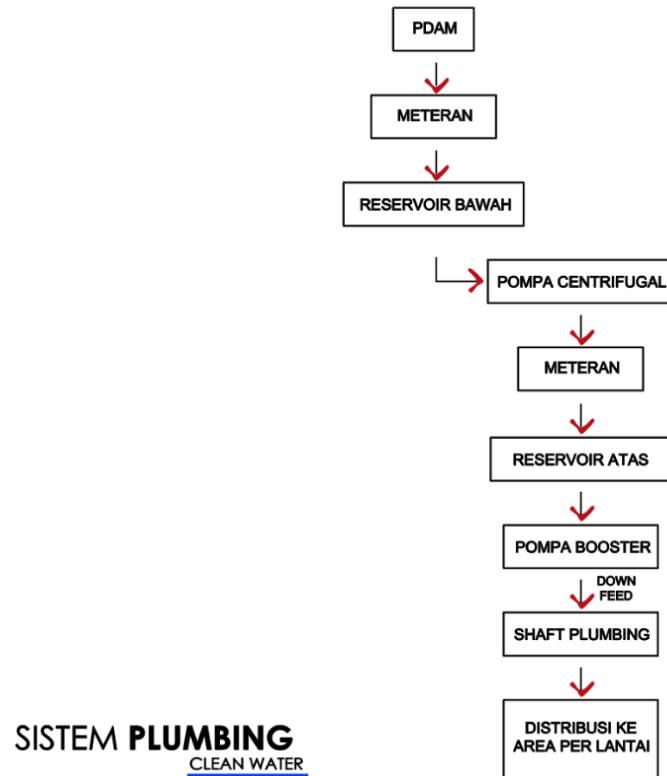 PDAM
METERAN
RESERVOIR BAWAH
POMPA CENTRIFUGAL
METERAN
RESERVOIR ATAS
POMPA BOOSTER
DOWN
FEED
SHAFT PLUMBING
DISTRIBUSI KE
AREA PER LANTAI
SISTEM PLUMBING
CLEAN WATER